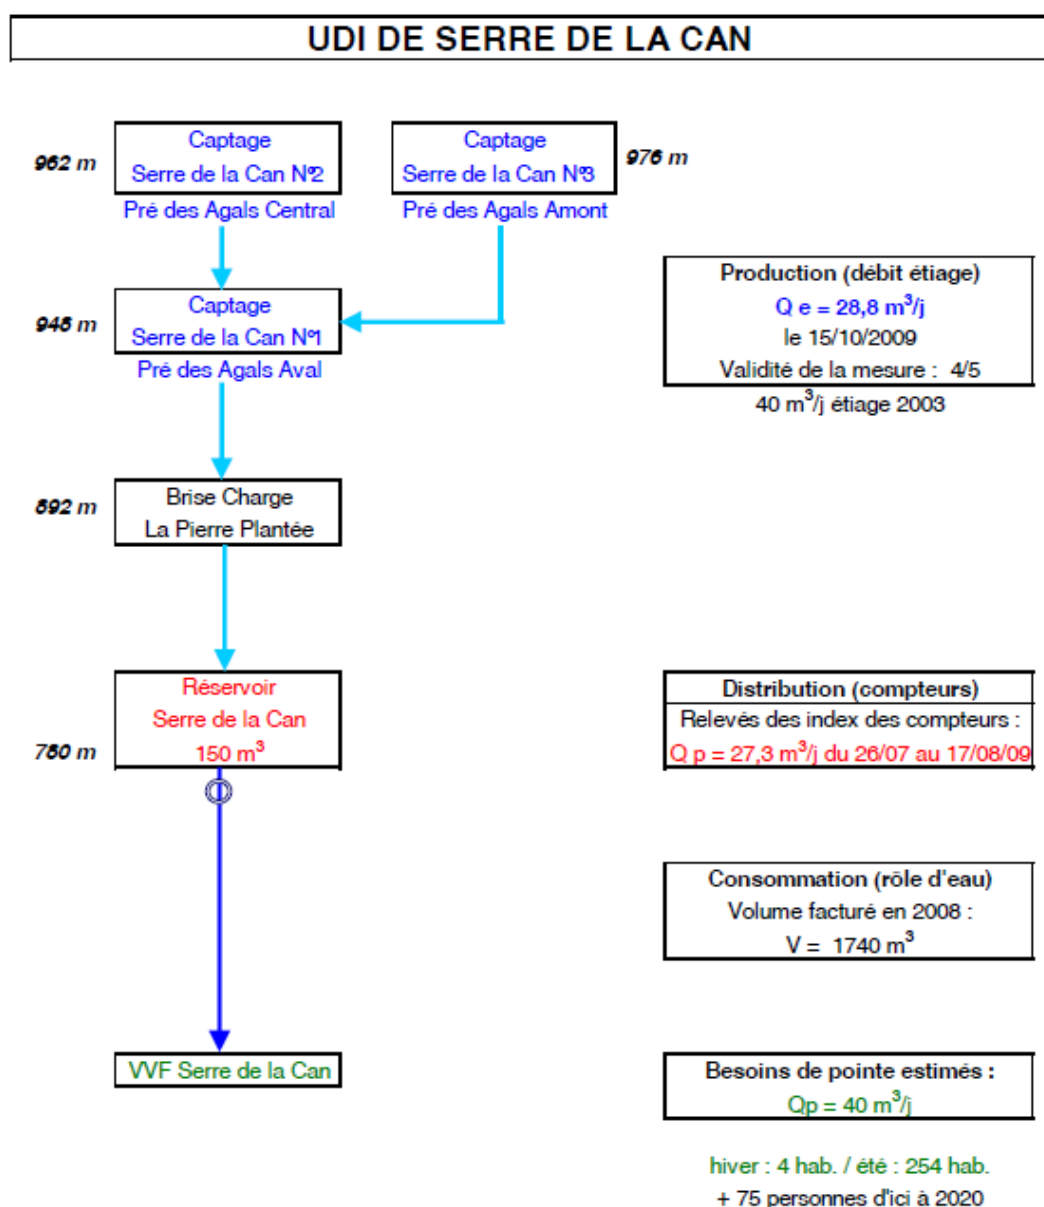 UDI DE SERRE DE LA CAN
962 m
Captage
Serre de la Can N°2
Pré des Agals Central
Captage
Serre de la Can N°3
976 m
Pré des Agals Amont
Production (débit étiage)
Q e = 28,8 m³/j
le 15/10/2009
Validité de la mesure : 4/5
40 m³/j étiage 2003
Captage
Serre de la Can N°1
Pré des Agals Aval
892 m
Brise Charge
La Pierre Plantée
780 m
Réservoir
Serre de la Can
150 m³
Distribution (compteurs)
Relevés des index des compteurs :
Q p = 27,3 m³/j du 26/07 au 17/08/09
Consommation (rôle d'eau)
Volume facturé en 2008 :
V = 1740 m³
VVF Serre de la Can
Besoins de pointe estimés :
Qp = 40 m³/j
hiver : 4 hab. / été : 254 hab.
+ 75 personnes d'ici à 2020